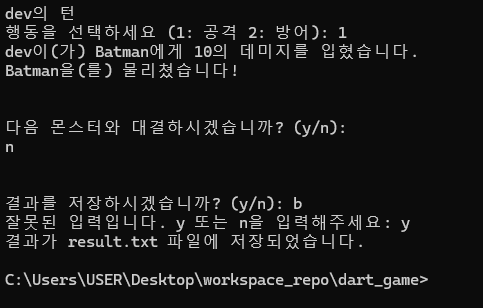 dev의 턴
행동을 선택하세요 (1: 공격 2: 방어): 1
dev이(가) Batman에게 10의 데미지를 입혔습니다.
Batman을(를) 물리쳤습니다!
다음 몬스터와 대결하시겠습니까? (y/n):
n
결과를 저장하시겠습니까? (y/n): b
잘못된 입력입니다. y 또는 n을 입력해주세요: y
결과가 result.txt 파일에 저장되었습니다.
C:\Users\USER\Desktop\workspace_repo\dart_game>